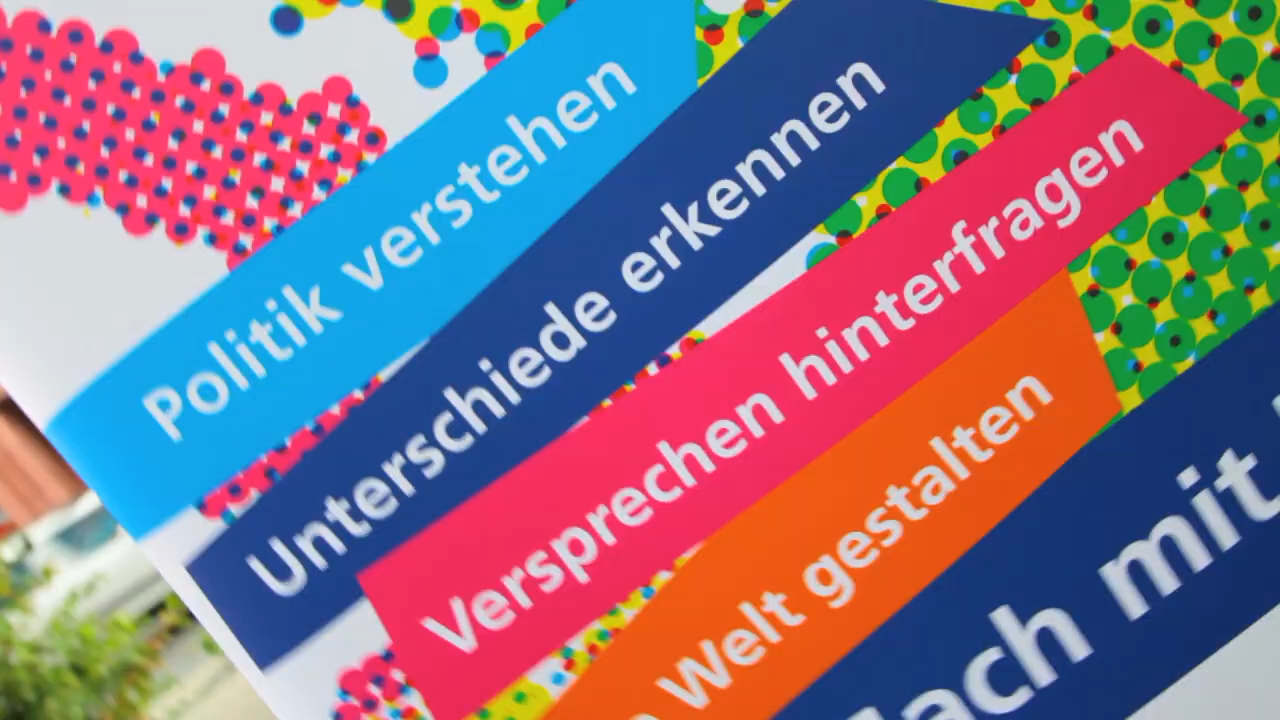 Politik verstehen
Unterschiede erkennen
Versprechen hinterfragen
Welt gestalten
mit